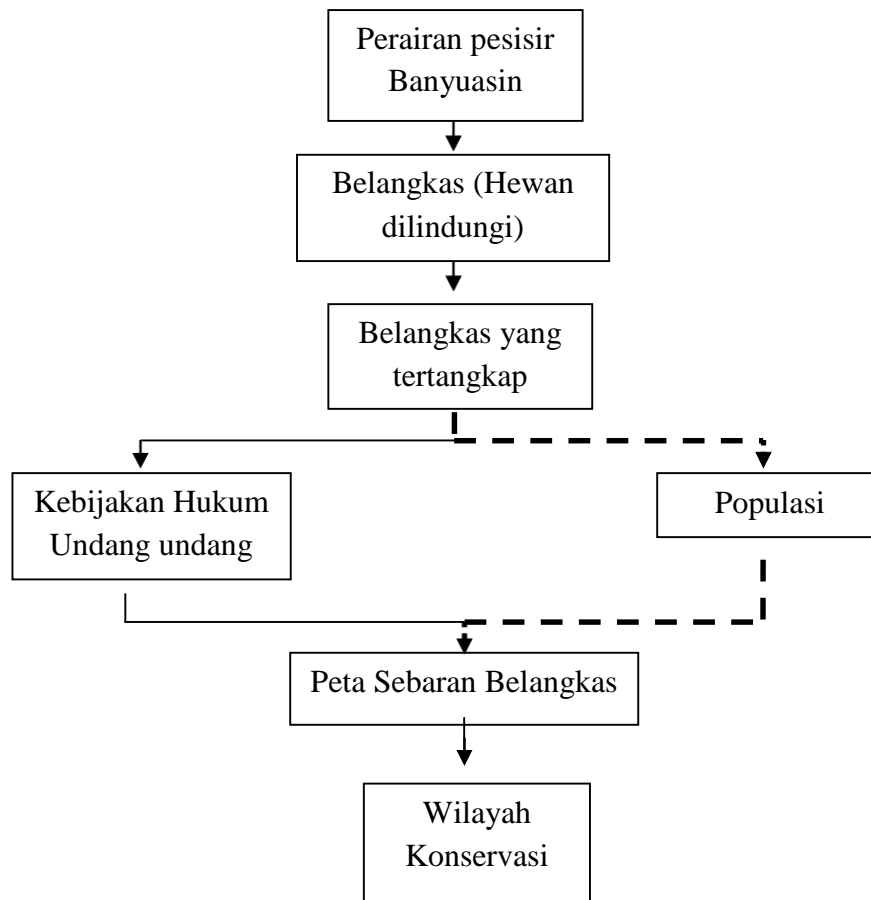 Perairan pesisir
Banyuasin
Belangkas (Hewan
dilindungi)
Belangkas yang
tertangkap
Kebijakan Hukum
Undang undang
Populasi
Peta Sebaran Belangkas
Wilayah
Konservasi